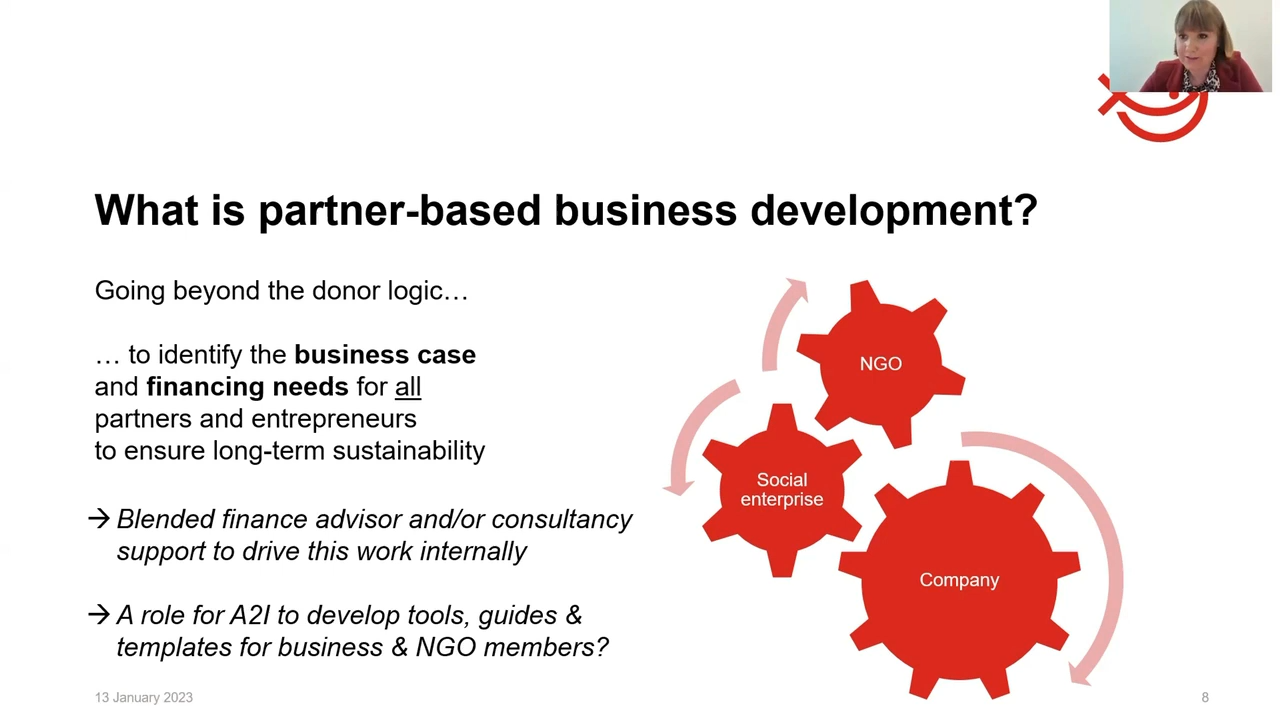 What is partner-based business development?
Going beyond the donor logic…
… to identify the business case
and financing needs for all
partners and entrepreneurs
to ensure long-term sustainability
→ Blended finance advisor and/or consultancy
support to drive this work internally
→ A role for A2I to develop tools, guides &
templates for business & NGO members?
NGO
Social
enterprise
Company
13 January 2023
8